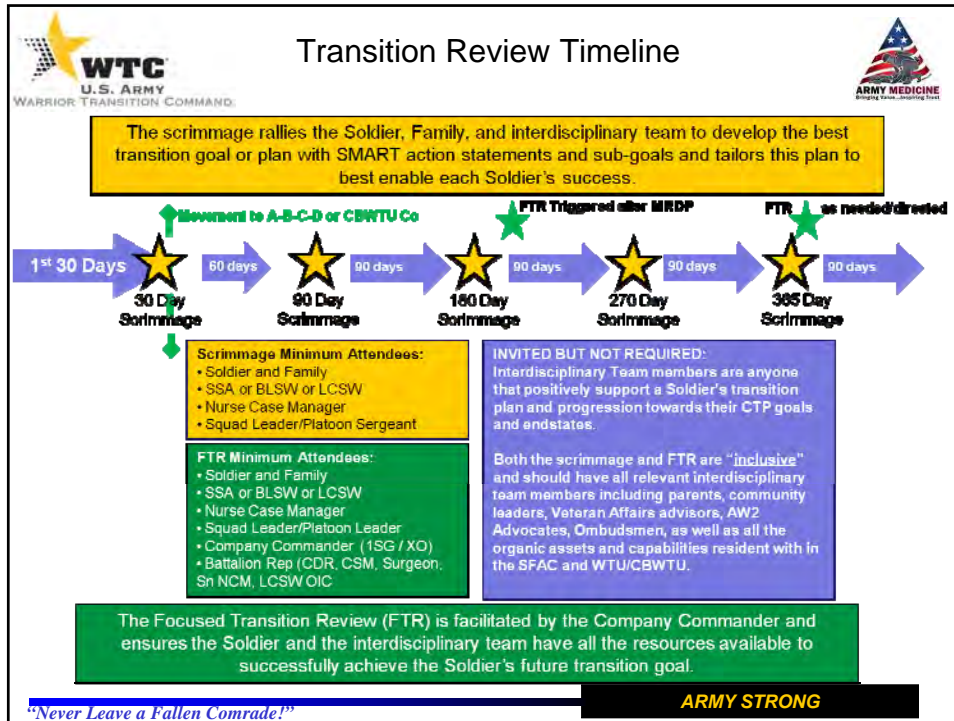 Transition Review Timeline
WTC
U.S. ARMY
WARRIOR TRANSITION COMMAND
ARMY MEDICINE
Bringing Value...Inspiring Trust
The scrimmage rallies the Soldier, Family, and interdisciplinary team to develop the best
transition goal or plan with SMART action statements and sub-goals and tailors this plan to
best enable each Soldier's success.
Movement to A-B-C-D or CBWTU Co
FTR Triggered after MRDP
FTR as needed/directed
1st 30 Days
60 days
90 days
90 days
90 days
90 days
30 Day
Scrimmage
90 Day
Scrimmage
180 Day
Scrimmage
270 Day
Scrimmage
365 Day
Scrimmage
Scrimmage Minimum Attendees:
• Soldier and Family
• SSA or BLSW or LCSW
• Nurse Case Manager
• Squad Leader/Platoon Sergeant
FTR Minimum Attendees:
• Soldier and Family
• SSA or BLSW or LCSW
• Nurse Case Manager
• Squad Leader/Platoon Leader
• Company Commander (1SG / XO)
• Battalion Rep (CDR, CSM, Surgeon,
Sn NCM, LCSW OIC
INVITED BUT NOT REQUIRED:
Interdisciplinary Team members are anyone
that positively support a Soldier's transition
plan and progression towards their CTP goals
and endstates.
Both the scrimmage and FTR are "inclusive"
and should have all relevant interdisciplinary
team members including parents, community
leaders, Veteran Affairs advisors, AW2
Advocates, Ombudsmen, as well as all the
organic assets and capabilities resident with in
the SFAC and WTU/CBWTU.
The Focused Transition Review (FTR) is facilitated by the Company Commander and
ensures the Soldier and the interdisciplinary team have all the resources available to
successfully achieve the Soldier's future transition goal.
"Never Leave a Fallen Comrade!"
ARMY STRONG